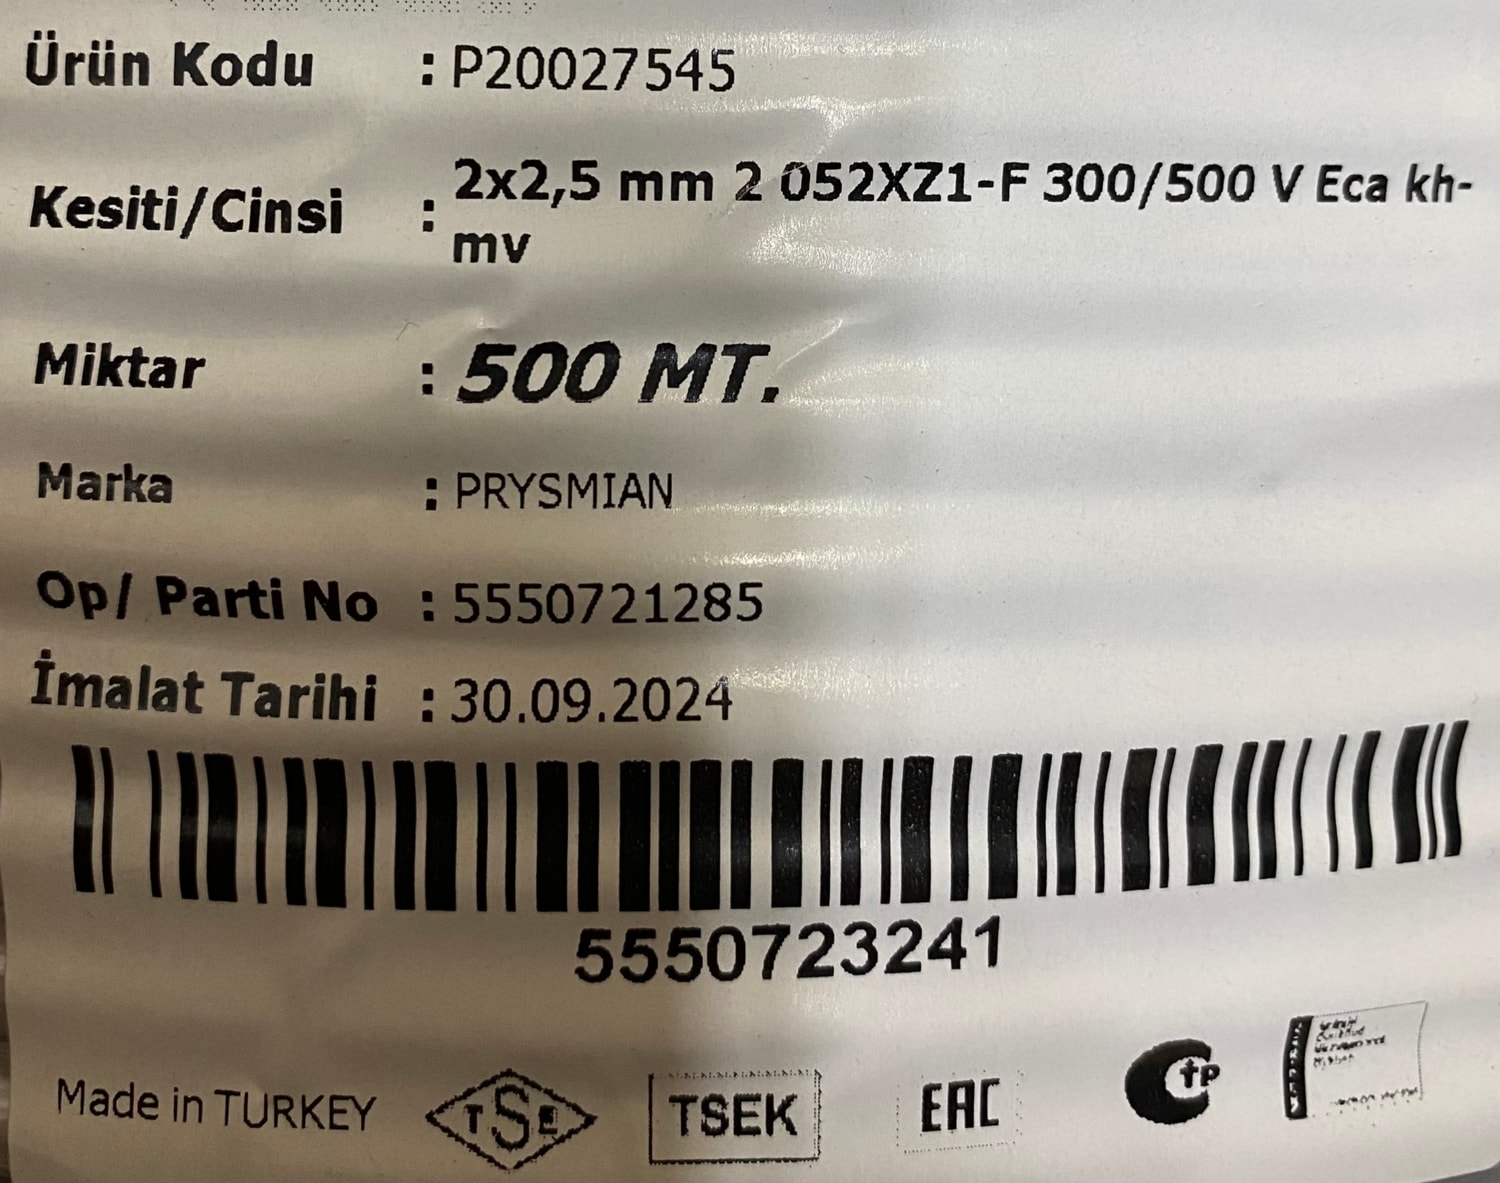 Ürün Kodu : P20027545
Kesiti/Cinsi : 2x2,5 mm 2 052XZ1-F 300/500 V Eca kh-
mv
Miktar : 500 MT.
Marka : PRYSMIAN
Op/ Parti No : 5550721285
İmalat Tarihi : 30.09.2024
5550723241
Made in TURKEY TSE TSEK EAC